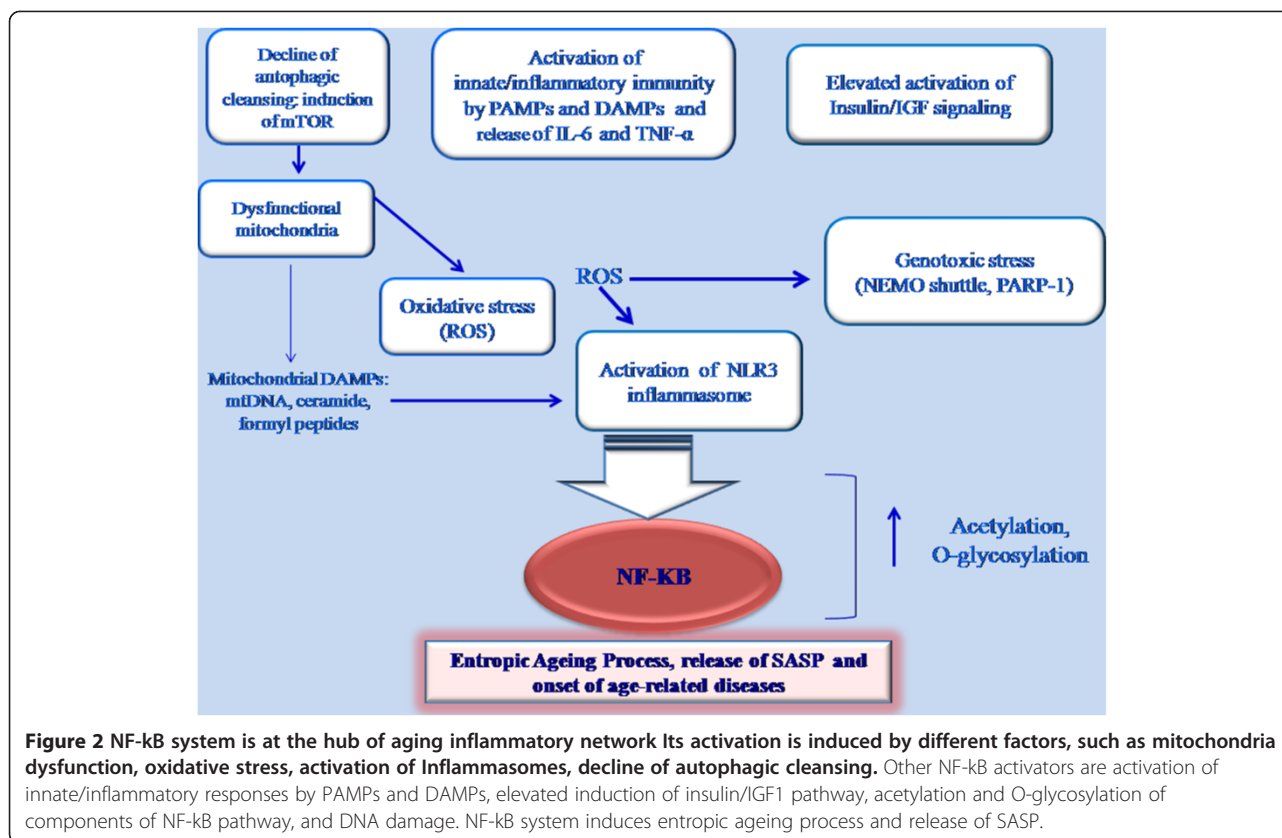 Decline of
autophagic
cleansing: induction
of mTOR
Activation of
innate/inflammatory immunity
by PAMPs and DAMPs and
release of IL-6 and TNF-α
Elevated activation of
Insulin/IGF signaling
Dysfunctional
mitochondria
Oxidative stress
(ROS)
ROS
Genotoxic stress
(NEMO shuttle, PARP-1)
Mitochondrial DAMPs:
mtDNA, ceramide,
formyl peptides
Activation of NLR3
inflammasome
Acetylation,
O-glycosylation
NF-KB
Entropic Ageing Process, release of SASP and
onset of age-related diseases
Figure 2 NF-kB system is at the hub of aging inflammatory network Its activation is induced by different factors, such as mitochondria
dysfunction, oxidative stress, activation of Inflammasomes, decline of autophagic cleansing. Other NF-kB activators are activation of
innate/inflammatory responses by PAMPs and DAMPs, elevated induction of insulin/IGF1 pathway, acetylation and O-glycosylation of
components of NF-kB pathway, and DNA damage. NF-kB system induces entropic ageing process and release of SASP.